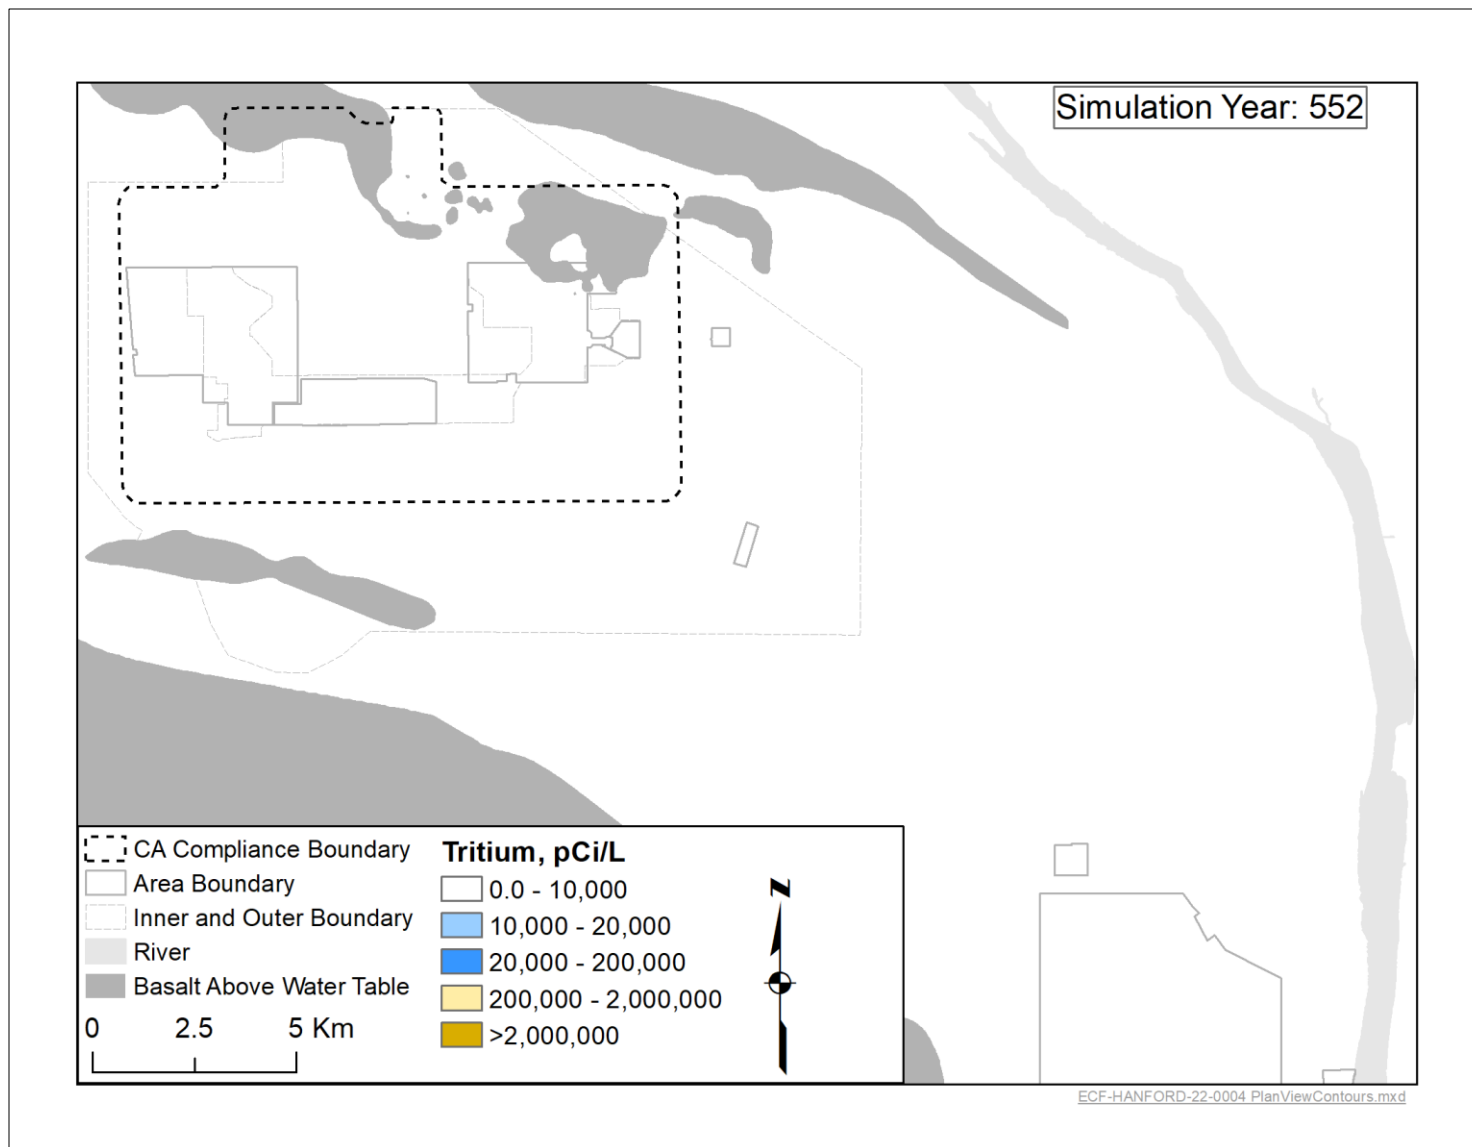 Simulation Year: 552
CA Compliance Boundary
Area Boundary
Inner and Outer Boundary
River
Basalt Above Water Table
0 2.5 5 Km
Tritium, pCi/L
0.0 - 10,000
10,000 - 20,000
20,000 - 200,000
200,000 - 2,000,000
>2,000,000
N
ECF-HANFORD-22-0004 PlanViewContours.mxd